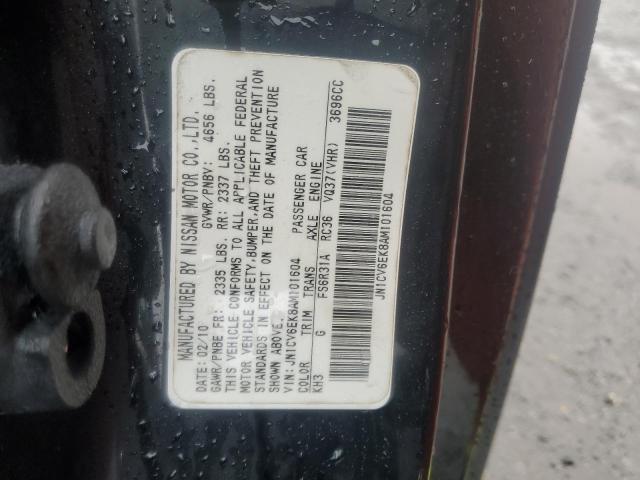 MANUFACTURED BY NISSAN MOTOR CO.,LTD.
DATE: 02/10 GVWR/PNBV: 4656 LBS.
GAWR/PNBE FR: 2335 LBS. RR: 2337 LBS.
THIS VEHICLE CONFORMS TO ALL APPLICABLE FEDERAL
MOTOR VEHICLE SAFETY, BUMPER, AND THEFT PREVENTION
STANDARDS IN EFFECT ON THE DATE OF MANUFACTURE
SHOWN ABOVE.
VIN: JN1CV6EK8AM101604 PASSENGER CAR
COLOR TRIM TRANS AXLE ENGINE
KH3 G FS6R31A RC36 VQ37(VHR) 3696CC
JN1CV6EK8AM101604